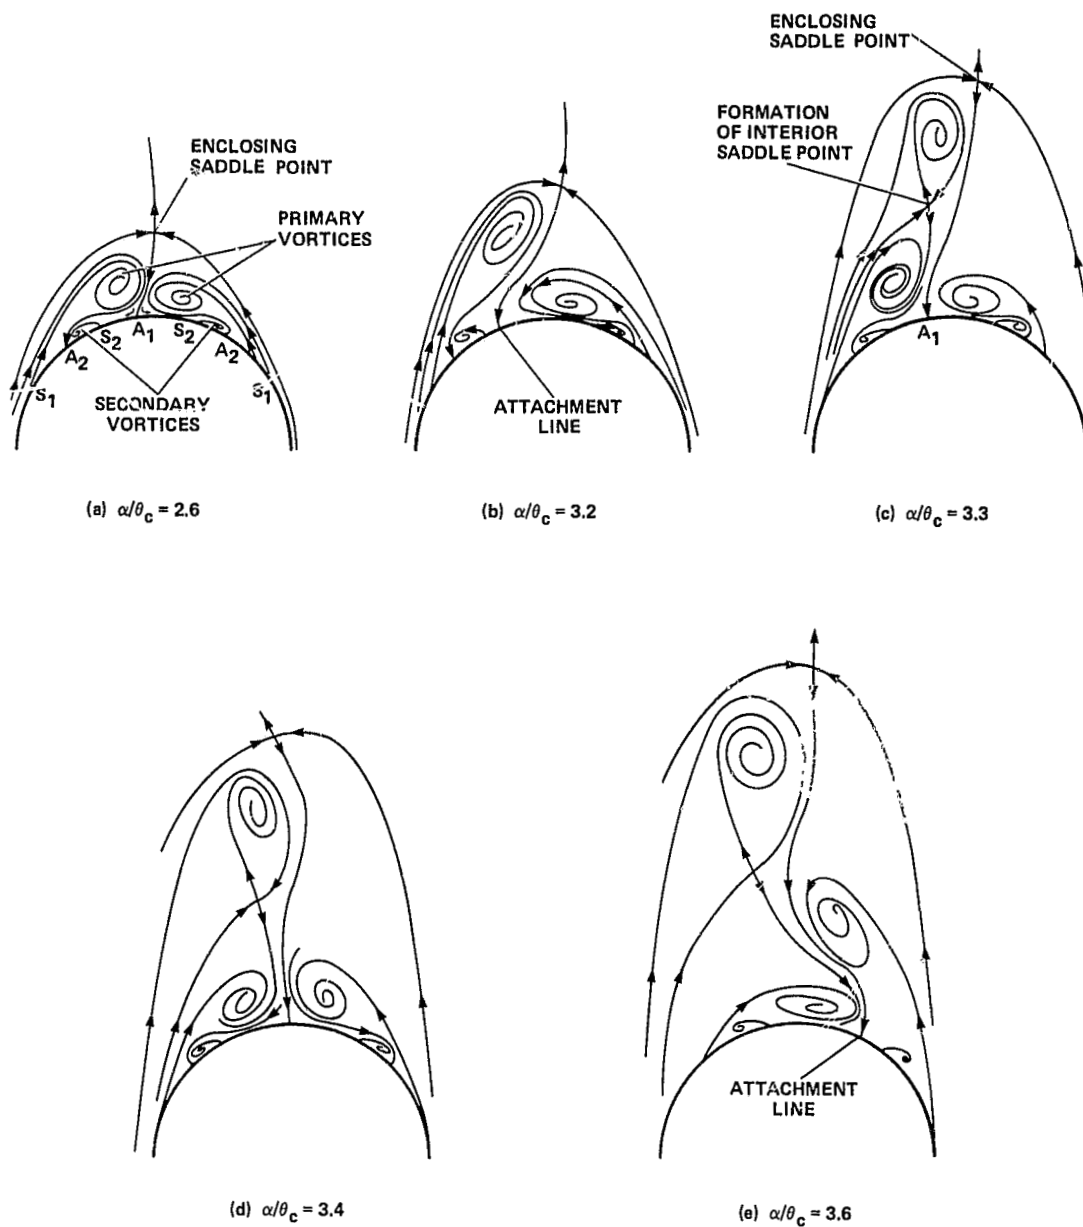 ENCLOSING
SADDLE POINT
PRIMARY
VORTICES
S1
A2
S2
A1
S2
A2
S1
SECONDARY
VORTICES
(a) α/θc = 2.6
ATTACHMENT
LINE
(b) α/θc = 3.2
ENCLOSING
SADDLE POINT
FORMATION
OF INTERIOR
SADDLE POINT
A1
(c) α/θc = 3.3
(d) α/θc = 3.4
ATTACHMENT
LINE
(e) α/θc = 3.6